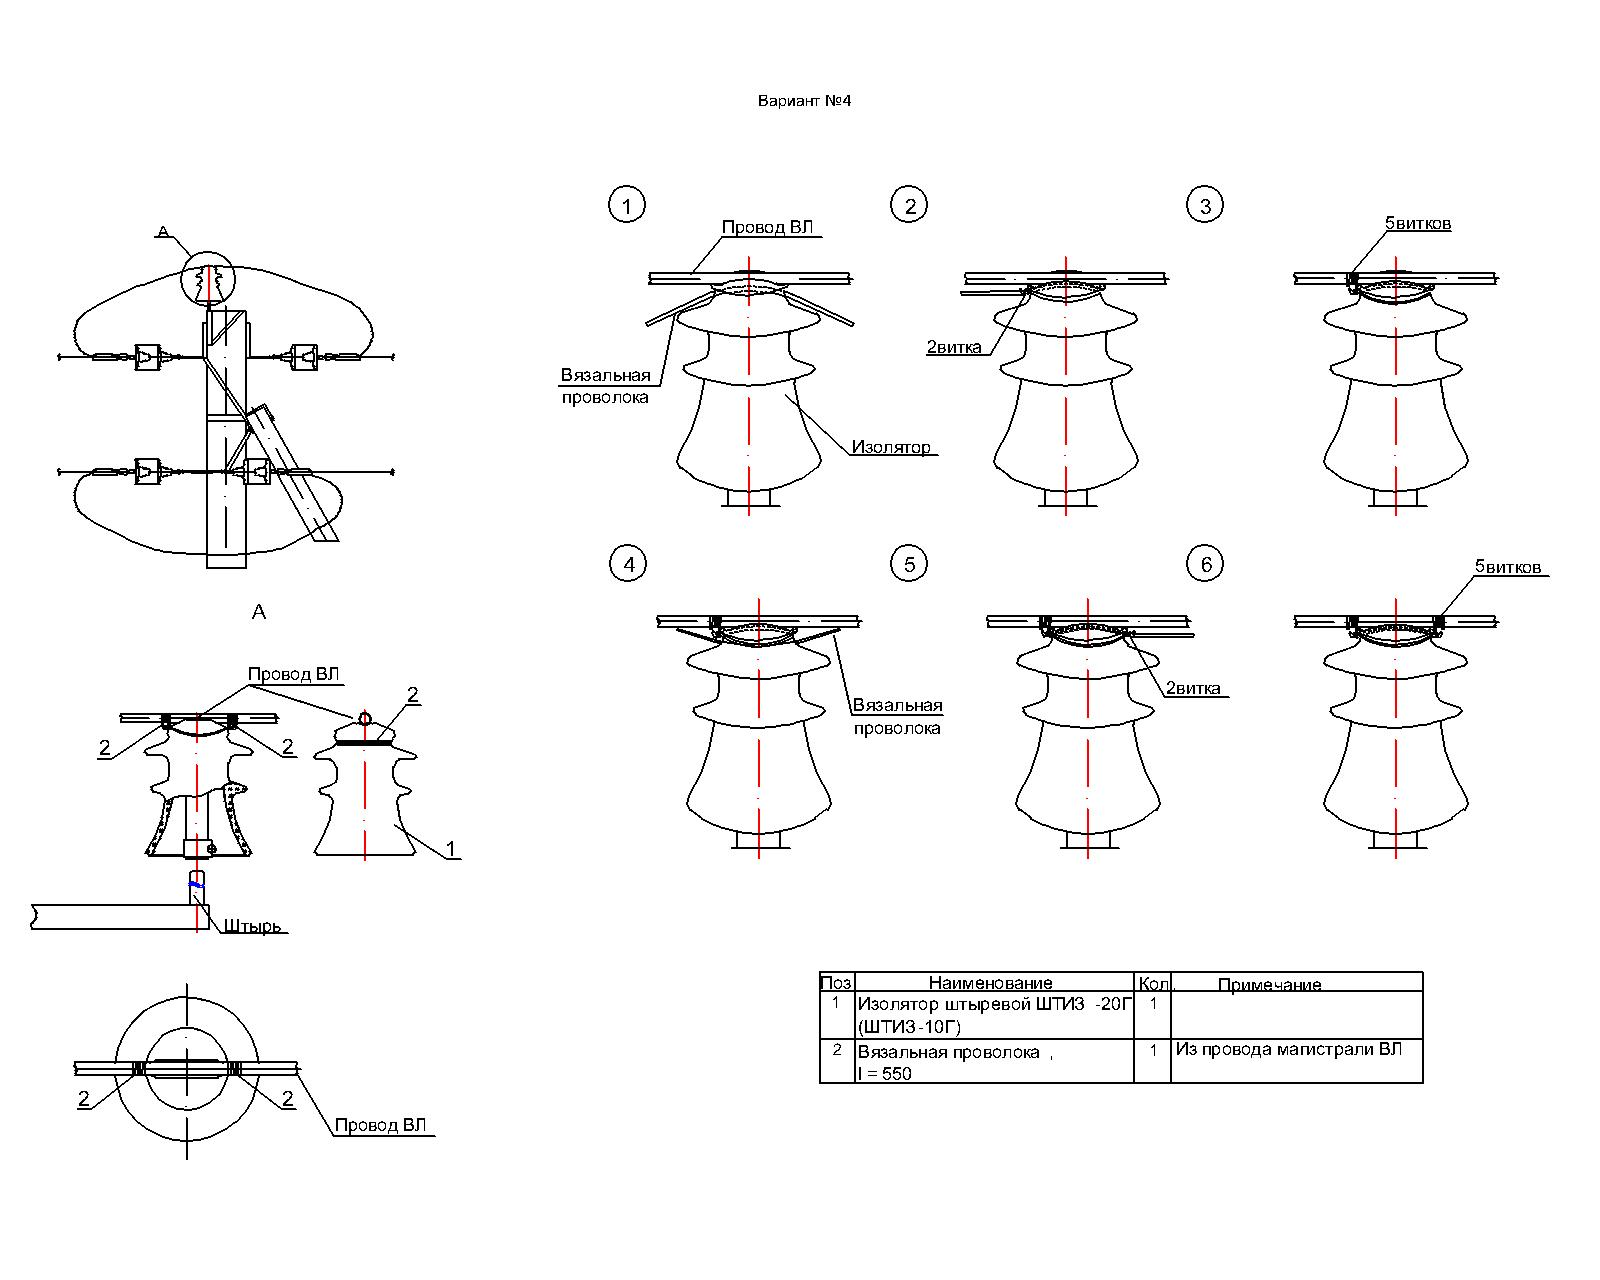 Вариант №4
1
2
3
Провод ВЛ
5витков
А
2витка
Вязальная
проволока
Изолятор
4
5
6
5витков
А
Провод ВЛ
2
2
2
1
Штырь
Вязальная
проволока
2витка
Поз Наименование Кол. Примечание
1 Изолятор штыревой ШТИЗ -20Г 1
(ШТИЗ-10Г)
2 Вязальная проволока , 1 Из провода магистрали ВЛ
l = 550
2
2
Провод ВЛ